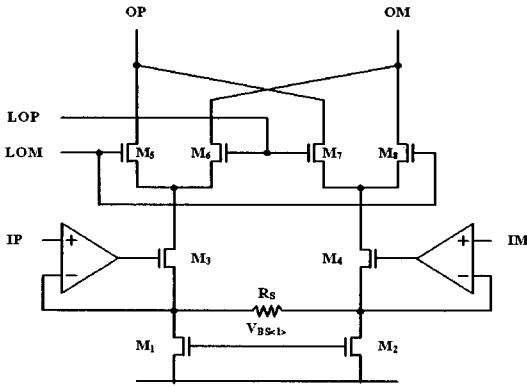 OP OM
LOP
LOM M5 M6 M7 M8
IP + + IM
− M3 M4 −
RS
VBS<1>
M1 M2